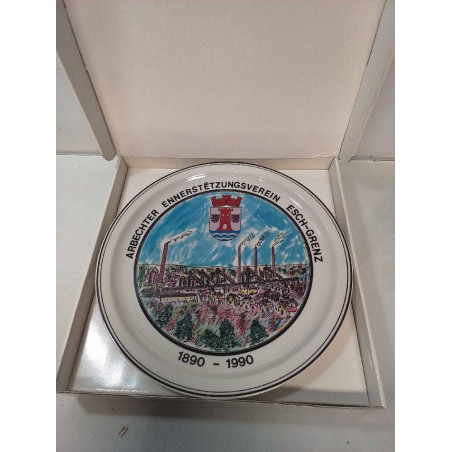 ARBECHTER ENNERSTËTZUNGSVEREIN ESCH-GRENZ
1890 - 1990